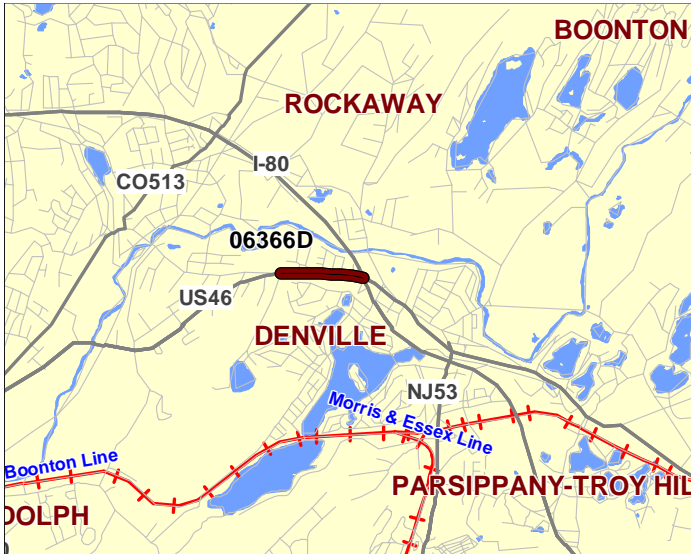 BOONTON
ROCKAWAY
I-80
CO513
06366D
US46
DENVILLE
NJ53
Morris & Essex Line
Boonton Line
PARSIPPANY-TROY HIL
DOLPH